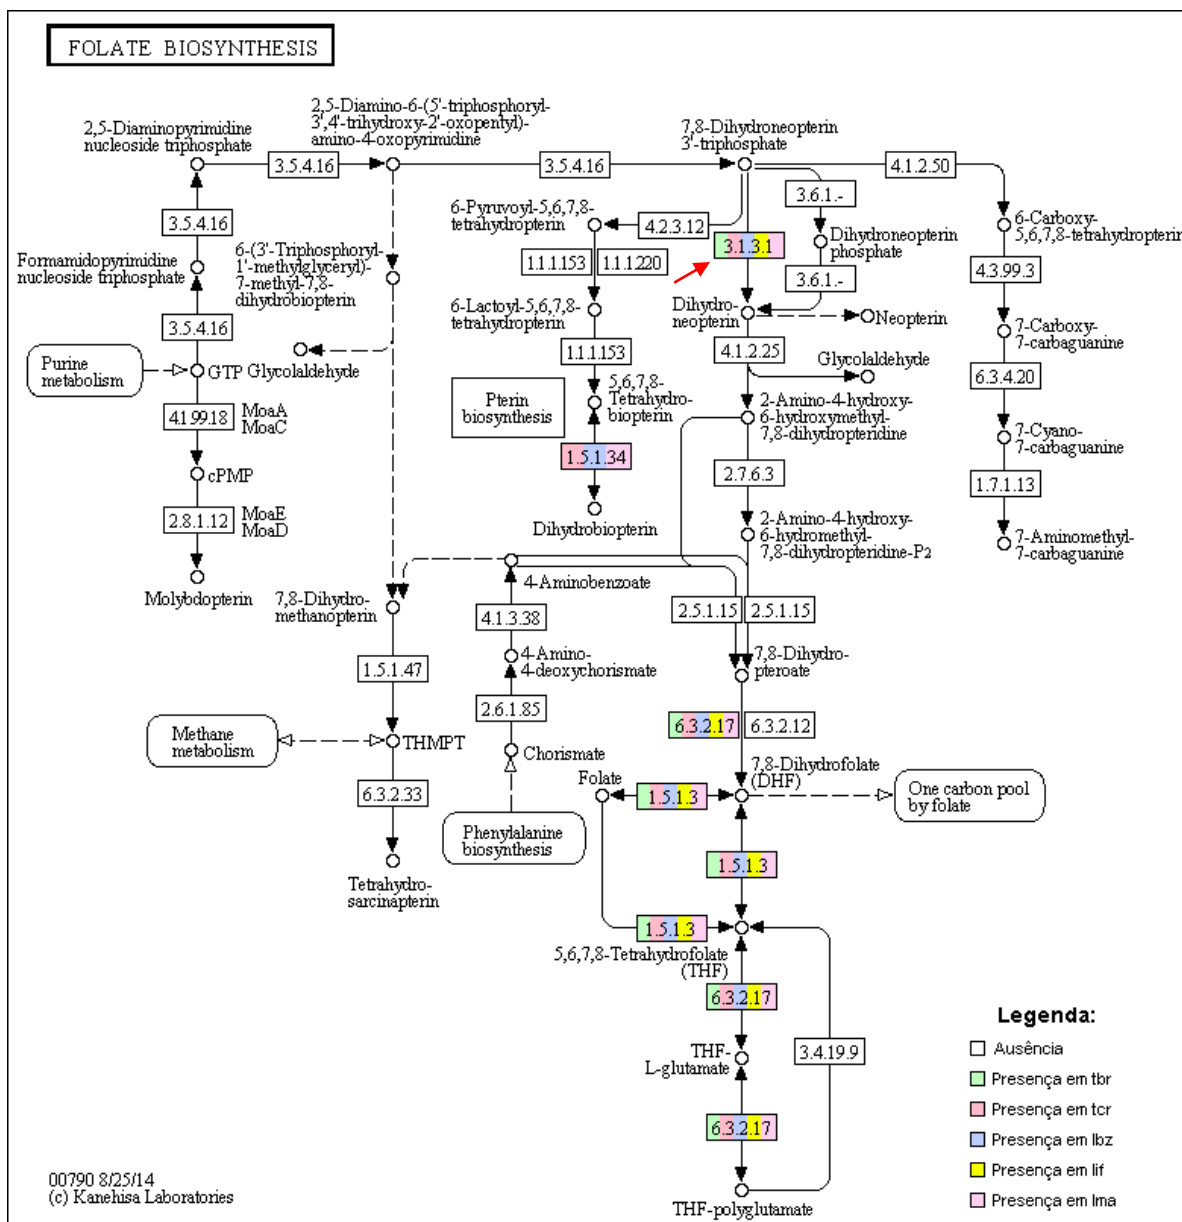 FOLATE BIOSYNTHESIS
2,5-Diamino-6-(5'-triphosphoryl-
3',4'-trihydroxy-2'-oxopentyl)-
amino-4-oxopyrimidine
2,5-Diaminopyrimidine
nucleoside triphosphate
7,8-Dihydroneopterin
3'-triphosphate
3.5.4.16
3.5.4.16
4.1.2.50
3.5.4.16
6-Pyruvoyl-5,6,7,8-
tetrahydropterin
4.2.3.12
3.6.1.-
6-Carboxy-
5,6,7,8-tetrahydropterin
3.1.3.1
Dihydroneopterin
phosphate
Formamidopyrimidine
nucleoside triphosphate
6-(3'-Triphosphoryl-
1'-methylglyceryl)-
7-methyl-7,8-
dihydrobiopterin
1.1.1.153
1.1.1.220
4.3.99.3
3.6.1.-
6-Lactoyl-5,6,7,8-
tetrahydropterin
Dihydro-
neopterin
Neopterin
7-Carboxy-
7-carbaguanine
3.5.4.16
1.1.1.153
4.1.2.25
Purine
metabolism
GTP
Glycolaldehyde
Glycolaldehyde
6.3.4.20
Pterin
biosynthesis
5,6,7,8-
Tetrahydro-
biopterin
2-Amino-4-hydroxy-
6-hydroxymethyl-
7,8-dihydropteridine
4.1.99.18
MoaA
MoaC
7-Cyano-
7-carbaguanine
1.5.1.34
2.7.6.3
cPMP
1.7.1.13
2.8.1.12
MoaE
MoaD
Dihydrobiopterin
2-Amino-4-hydroxy-
6-hydromethyl-
7,8-dihydropteridine-P2
7-Aminomethyl-
7-carbaguanine
Molybdopterin
7,8-Dihydro-
methanopterin
4-Aminobenzoate
4.1.3.38
2.5.1.15
2.5.1.15
1.5.1.47
4-Amino-
4-deoxychorismate
7,8-Dihydro-
pteroate
2.6.1.85
6.3.2.17
6.3.2.12
Methane
metabolism
THMPT
Chorismate
7,8-Dihydrofolate
(DHF)
Folate
6.3.2.33
1.5.1.3
One carbon pool
by folate
Phenylalanine
biosynthesis
1.5.1.3
Tetrahydro-
sarcinapterin
1.5.1.3
5,6,7,8-Tetrahydrofolate
(THF)
6.3.2.17
THF-
L-glutamate
3.4.19.9
6.3.2.17
THF-polyglutamate
Legenda:
Ausência
Presença em tbr
Presença em tcr
Presença em lbz
Presença em lif
Presença em lma
00790 8/25/14
(c) Kanehisa Laboratories